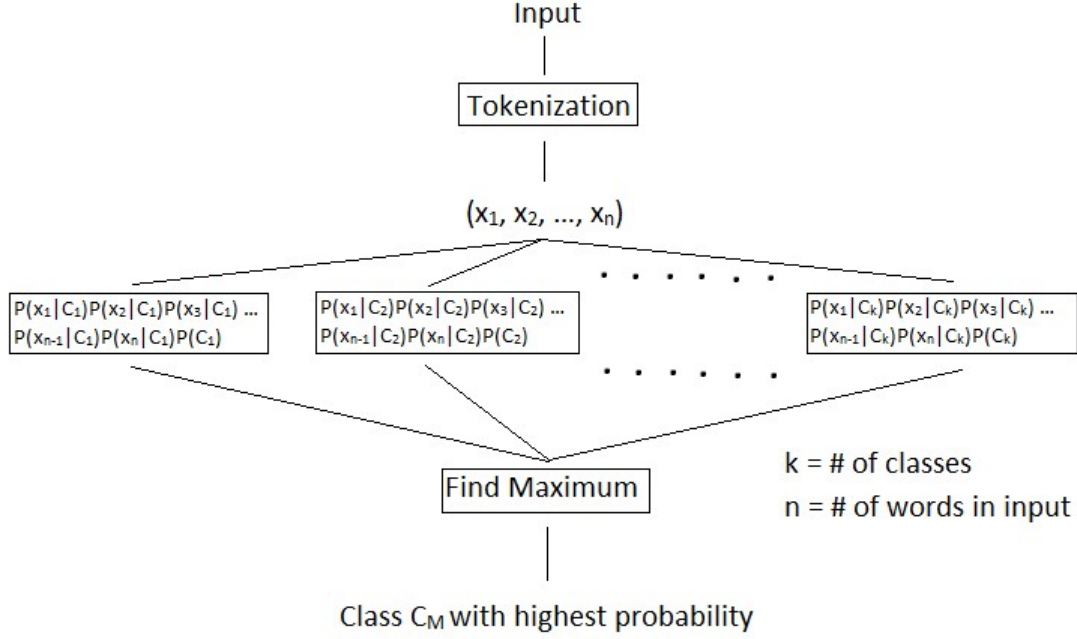 Input
Tokenization
(x₁, x₂, ..., xₙ)
P(x₁|C₁)P(x₂|C₁)P(x₃|C₁) ...
P(xₙ₋₁|C₁)P(xₙ|C₁)P(C₁)
P(x₁|C₂)P(x₂|C₂)P(x₃|C₂) ...
P(xₙ₋₁|C₂)P(xₙ|C₂)P(C₂)
P(x₁|Cₖ)P(x₂|Cₖ)P(x₃|Cₖ) ...
P(xₙ₋₁|Cₖ)P(xₙ|Cₖ)P(Cₖ)
Find Maximum
k = # of classes
n = # of words in input
Class C_M with highest probability